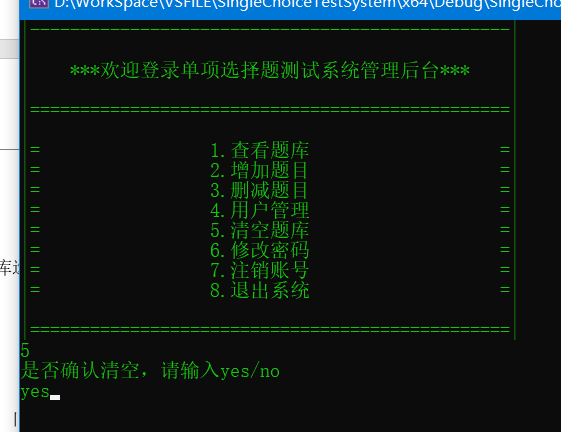 D:\WorkSpace\VSFILE\SingleChoiceTestSystem\x64\Debug\SingleChoi
================================================
***欢迎登录单项选择题测试系统管理后台***
================================================
= 1.查看题库 =
= 2.增加题目 =
= 3.删减题目 =
= 4.用户管理 =
= 5.清空题库 =
= 6.修改密码 =
= 7.注销账号 =
= 8.退出系统 =
================================================
5
是否确认清空，请输入yes/no
yes